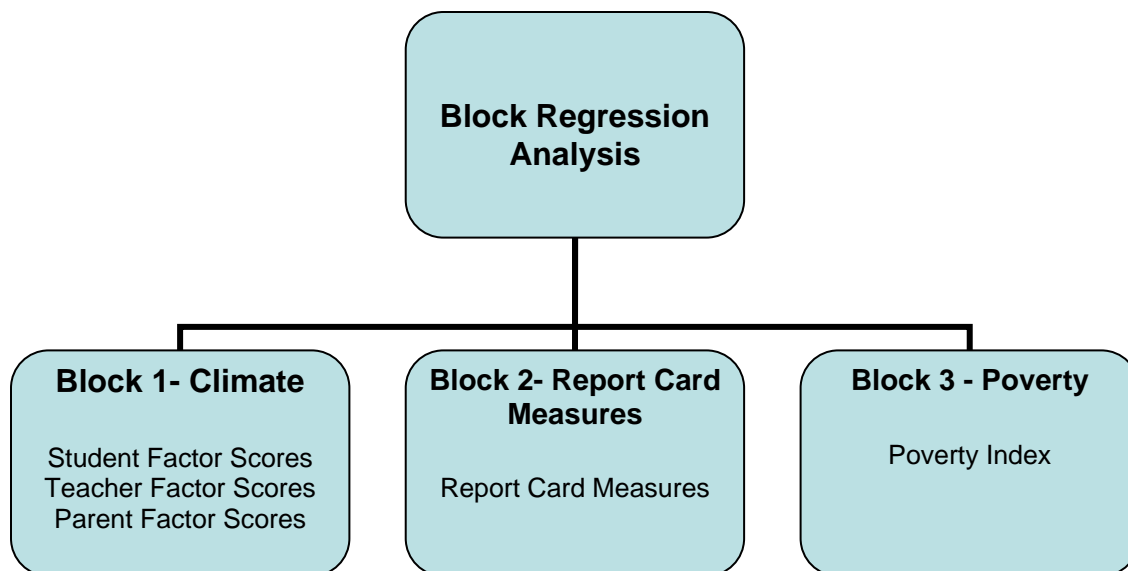 Block Regression
Analysis
Block 1- Climate
Student Factor Scores
Teacher Factor Scores
Parent Factor Scores
Block 2- Report Card
Measures
Report Card Measures
Block 3 - Poverty
Poverty Index